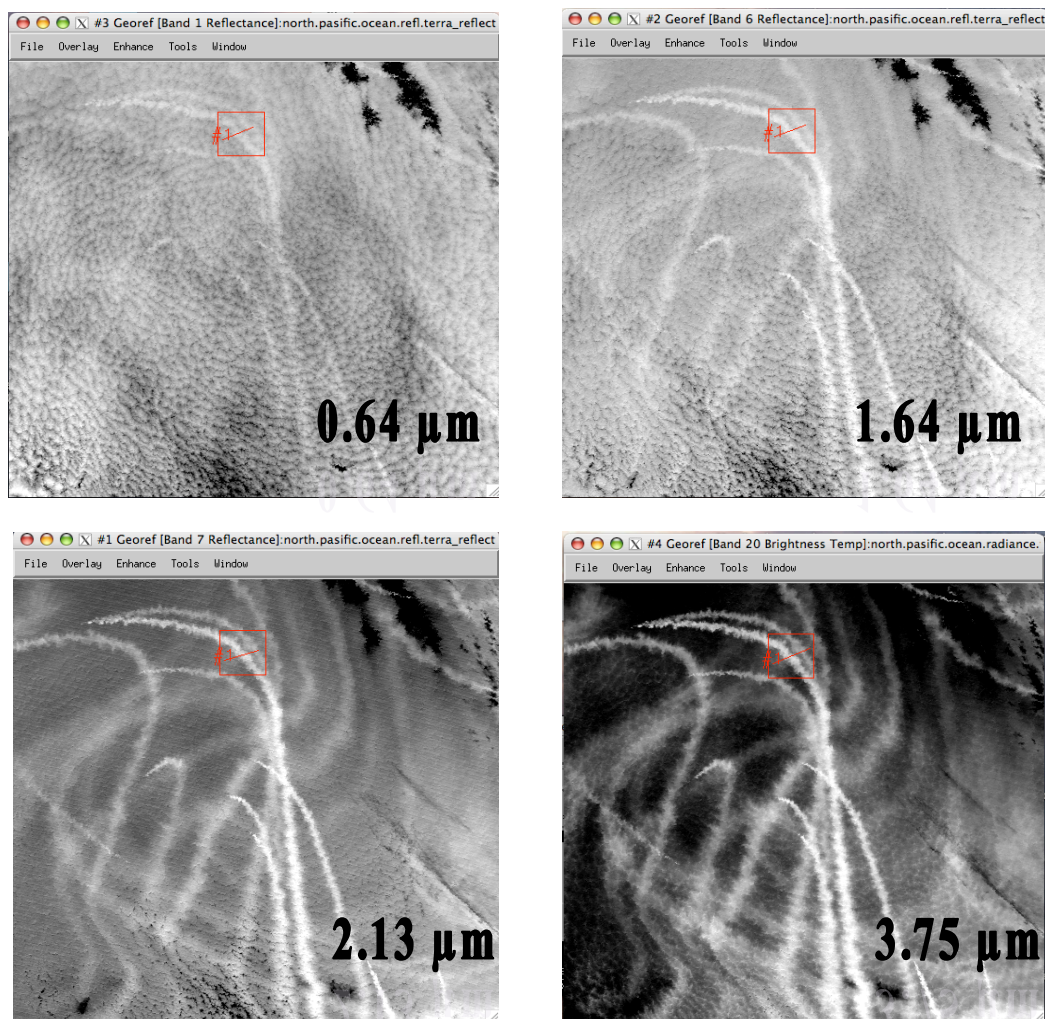 #3 Georef [Band 1 Reflectance]:north.pasific.ocean.refl.terra_reflect
File Overlay Enhance Tools Window
#1
0.64 μm
#2 Georef [Band 6 Reflectance]:north.pasific.ocean.refl.terra_reflect
File Overlay Enhance Tools Window
#1
1.64 μm
#1 Georef [Band 7 Reflectance]:north.pasific.ocean.refl.terra_reflect
File Overlay Enhance Tools Window
#1
2.13 μm
#4 Georef [Band 20 Brightness Temp]:north.pasific.ocean.radiance.
File Overlay Enhance Tools Window
#1
3.75 μm